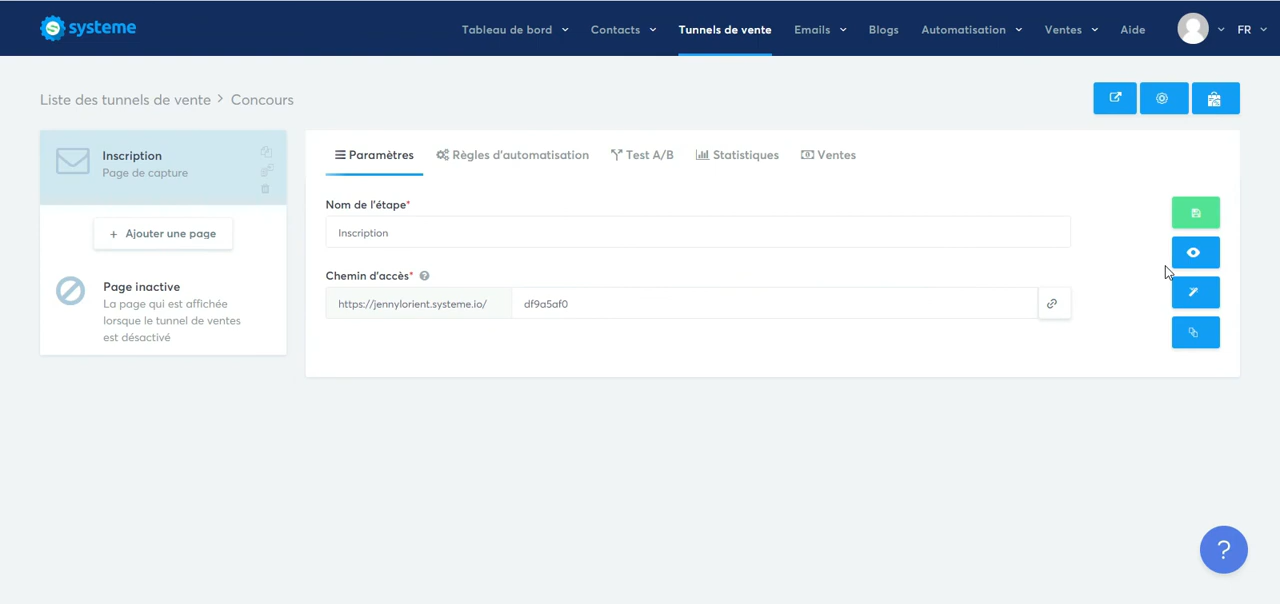 systeme
Tableau de bord Contacts Tunnels de vente Emails Blogs Automatisation Ventes Aide FR
Liste des tunnels de vente > Concours
Inscription
Page de capture
+ Ajouter une page
Page inactive
La page qui est affichée
lorsque le tunnel de ventes
est désactivé
Paramètres Règles d'automatisation Test A/B Statistiques Ventes
Nom de l'étape*
Inscription
Chemin d'accès* ?
https://jennylorient.systeme.io/ df9a5af0
?